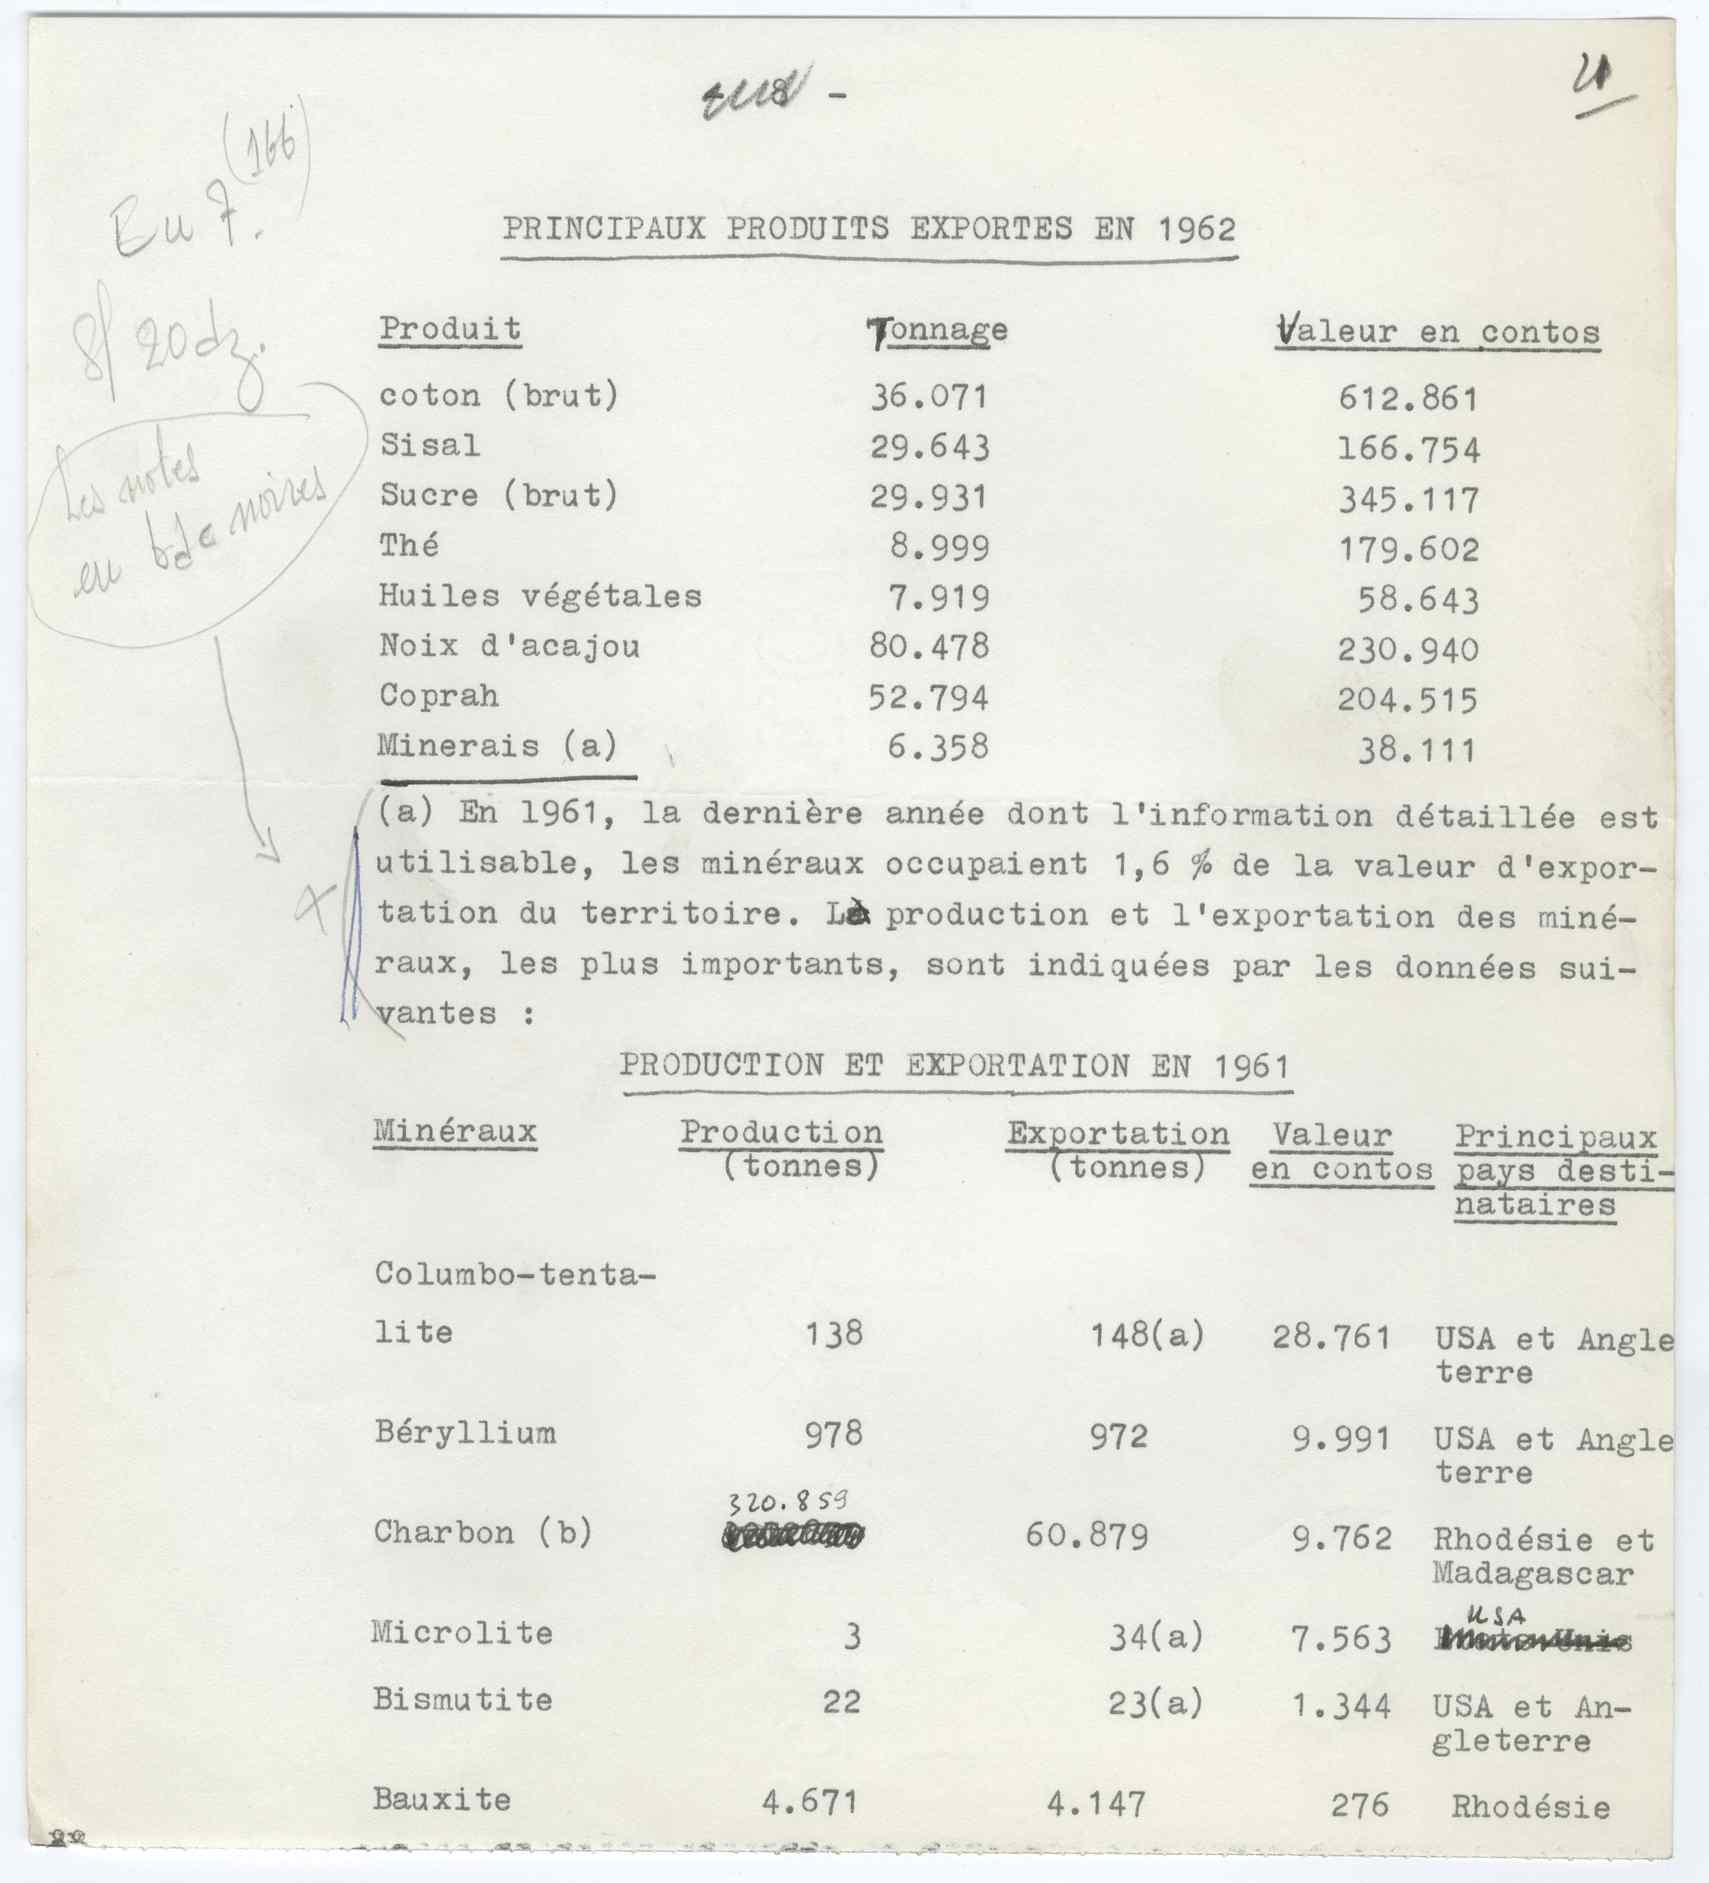 8 -
21
(166)
En 7.
8/ 20 dz.
Les notes
en bdc noires
PRINCIPAUX PRODUITS EXPORTES EN 1962
Produit Tonnage Valeur en contos
coton (brut) 36.071 612.861
Sisal 29.643 166.754
Sucre (brut) 29.931 345.117
Thé 8.999 179.602
Huiles végétales 7.919 58.643
Noix d'acajou 80.478 230.940
Coprah 52.794 204.515
Minerais (a) 6.358 38.111
(a) En 1961, la dernière année dont l'information détaillée est
utilisable, les minéraux occupaient 1,6 % de la valeur d'expor-
tation du territoire. La production et l'exportation des miné-
raux, les plus importants, sont indiquées par les données sui-
vantes :
PRODUCTION ET EXPORTATION EN 1961
Minéraux Production Exportation Valeur Principaux
(tonnes) (tonnes) en contos pays desti-
nataires
Columbo-tenta-
lite 138 148(a) 28.761 USA et Angle
terre
Béryllium 978 972 9.991 USA et Angle
terre
320.859
Charbon (b) 60.879 9.762 Rhodésie et
Madagascar
USA
Microlite 3 34(a) 7.563
Bismutite 22 23(a) 1.344 USA et An-
gleterre
Bauxite 4.671 4.147 276 Rhodésie